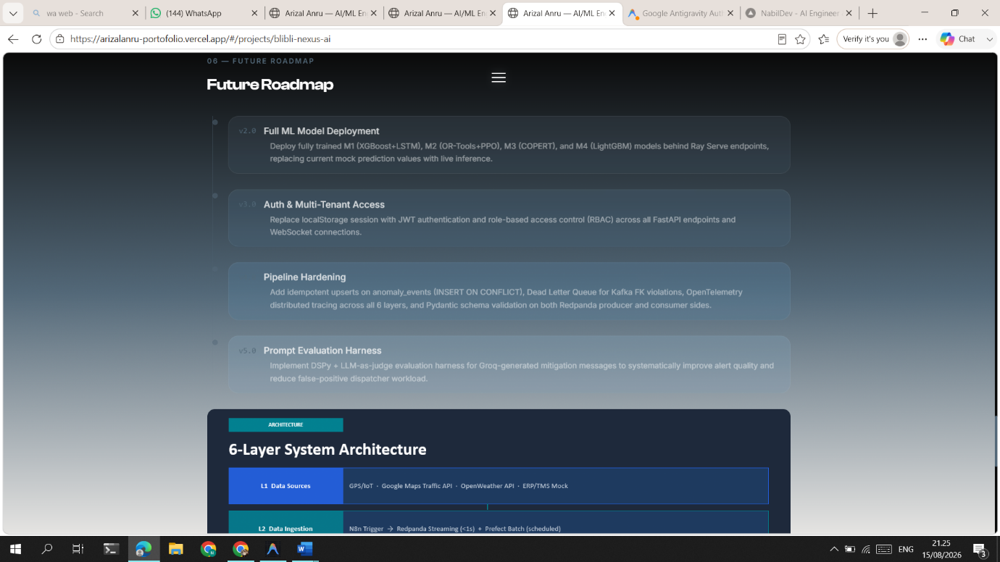 wa web - Search
(144) WhatsApp
Arizal Anru — AI/ML En
Arizal Anru — AI/ML En
Arizal Anru — AI/ML En
Google Antigravity Aut
NabilDev - AI Engineer
https://arizalanru-portofolio.vercel.app/#/projects/blibli-nexus-ai
Verify it's you
Chat
06 — FUTURE ROADMAP
Future Roadmap
v2.0 Full ML Model Deployment
Deploy fully trained M1 (XGBoost+LSTM), M2 (OR-Tools+PPO), M3 (COPERT), and M4 (LightGBM) models behind Ray Serve endpoints,
replacing current mock prediction values with live inference.
v3.0 Auth & Multi-Tenant Access
Replace localStorage session with JWT authentication and role-based access control (RBAC) across all FastAPI endpoints and
WebSocket connections.
Pipeline Hardening
Add idempotent upserts on anomaly_events (INSERT ON CONFLICT), Dead Letter Queue for Kafka FK violations, OpenTelemetry
distributed tracing across all 6 layers, and Pydantic schema validation on both Redpanda producer and consumer sides.
v5.0 Prompt Evaluation Harness
Implement DSPy + LLM-as-judge evaluation harness for Groq-generated mitigation messages to systematically improve alert quality and
reduce false-positive dispatcher workload.
ARCHITECTURE
6-Layer System Architecture
L1 Data Sources
GPS/IoT · Google Maps Traffic API · OpenWeather API · ERP/TMS Mock
L2 Data Ingestion
N8n Trigger → Redpanda Streaming (<1s) + Prefect Batch (scheduled)
ENG
21.25
15/08/2026
3